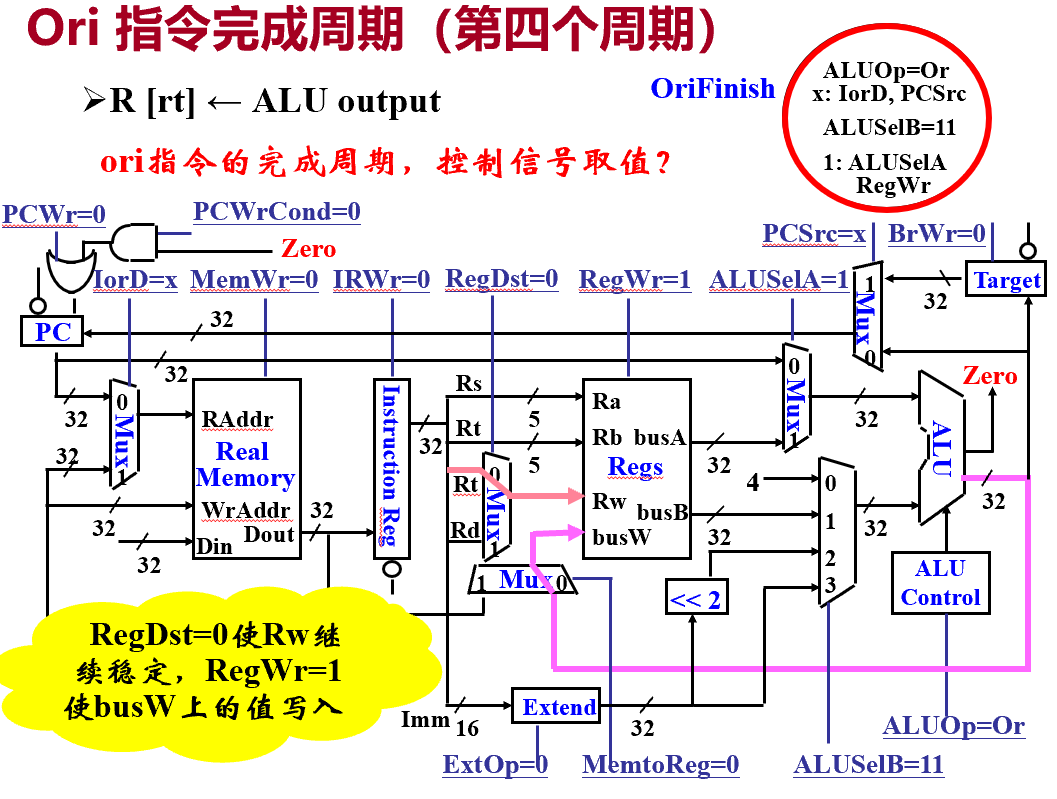 Ori 指令完成周期（第四个周期）
➢R [rt] ← ALU output
OriFinish
ALUOp=Or
x: IorD, PCSrc
ALUSelB=11
1: ALUSelA
RegWr
ori指令的完成周期，控制信号取值？
PCWr=0
PCWrCond=0
Zero
PCSrc=x
BrWr=0
IorD=x
MemWr=0
IRWr=0
RegDst=0
RegWr=1
ALUSelA=1
1
Mux
0
32
Target
PC
32
32
32
0
Mux
1
32
32
32
RAddr
Real
Memory
WrAddr
Din
Dout
32
Instruction Reg
32
Rs
5
Rt
5
Rt
Rd
0
Mux
1
1 Mux 0
Ra
Rb
busA
Regs
Rw
busB
busW
32
32
0
Mux
1
32
4
0
1
2
3
32
Zero
ALU
32
<< 2
ALU
Control
RegDst=0使Rw继
续稳定，RegWr=1
使busW上的值写入
Imm
16
Extend
32
ALUOp=Or
ExtOp=0
MemtoReg=0
ALUSelB=11